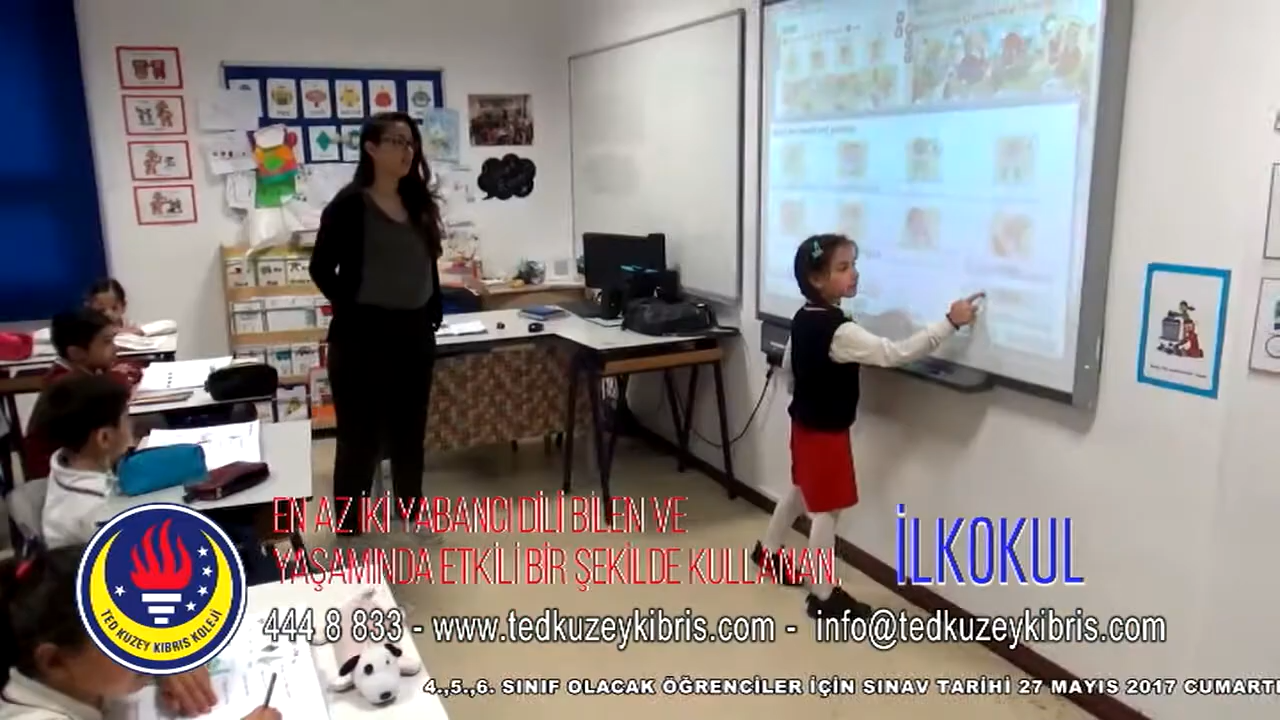 EN AZ İKİ YABANCI DİLİ BİLEN VE
YAŞAMINDA ETKİLİ BİR ŞEKİLDE KULLANAN,
İLKOKUL
TED KUZEY KIBRIS KOLEJİ
444 8 833 - www.tedkuzeykibris.com - info@tedkuzeykibris.com
4.,5.,6. SINIF OLACAK ÖĞRENCİLER İÇİN SINAV TARİHİ 27 MAYIS 2017 CUMARTE